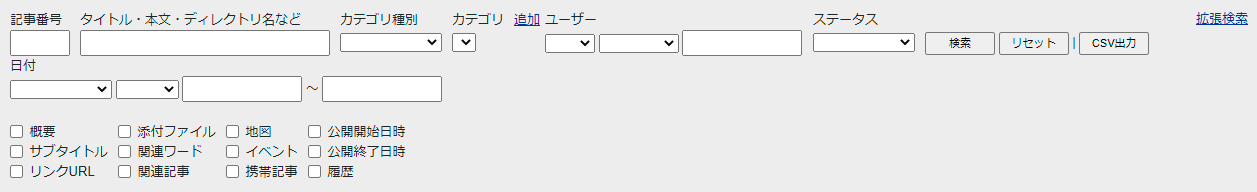 記事番号 タイトル・本文・ディレクトリ名など カテゴリ種別 カテゴリ 追加 ユーザー ステータス 拡張検索
検索 リセット | CSV出力
日付
～
概要 添付ファイル 地図 公開開始日時
サブタイトル 関連ワード イベント 公開終了日時
リンクURL 関連記事 携帯記事 履歴